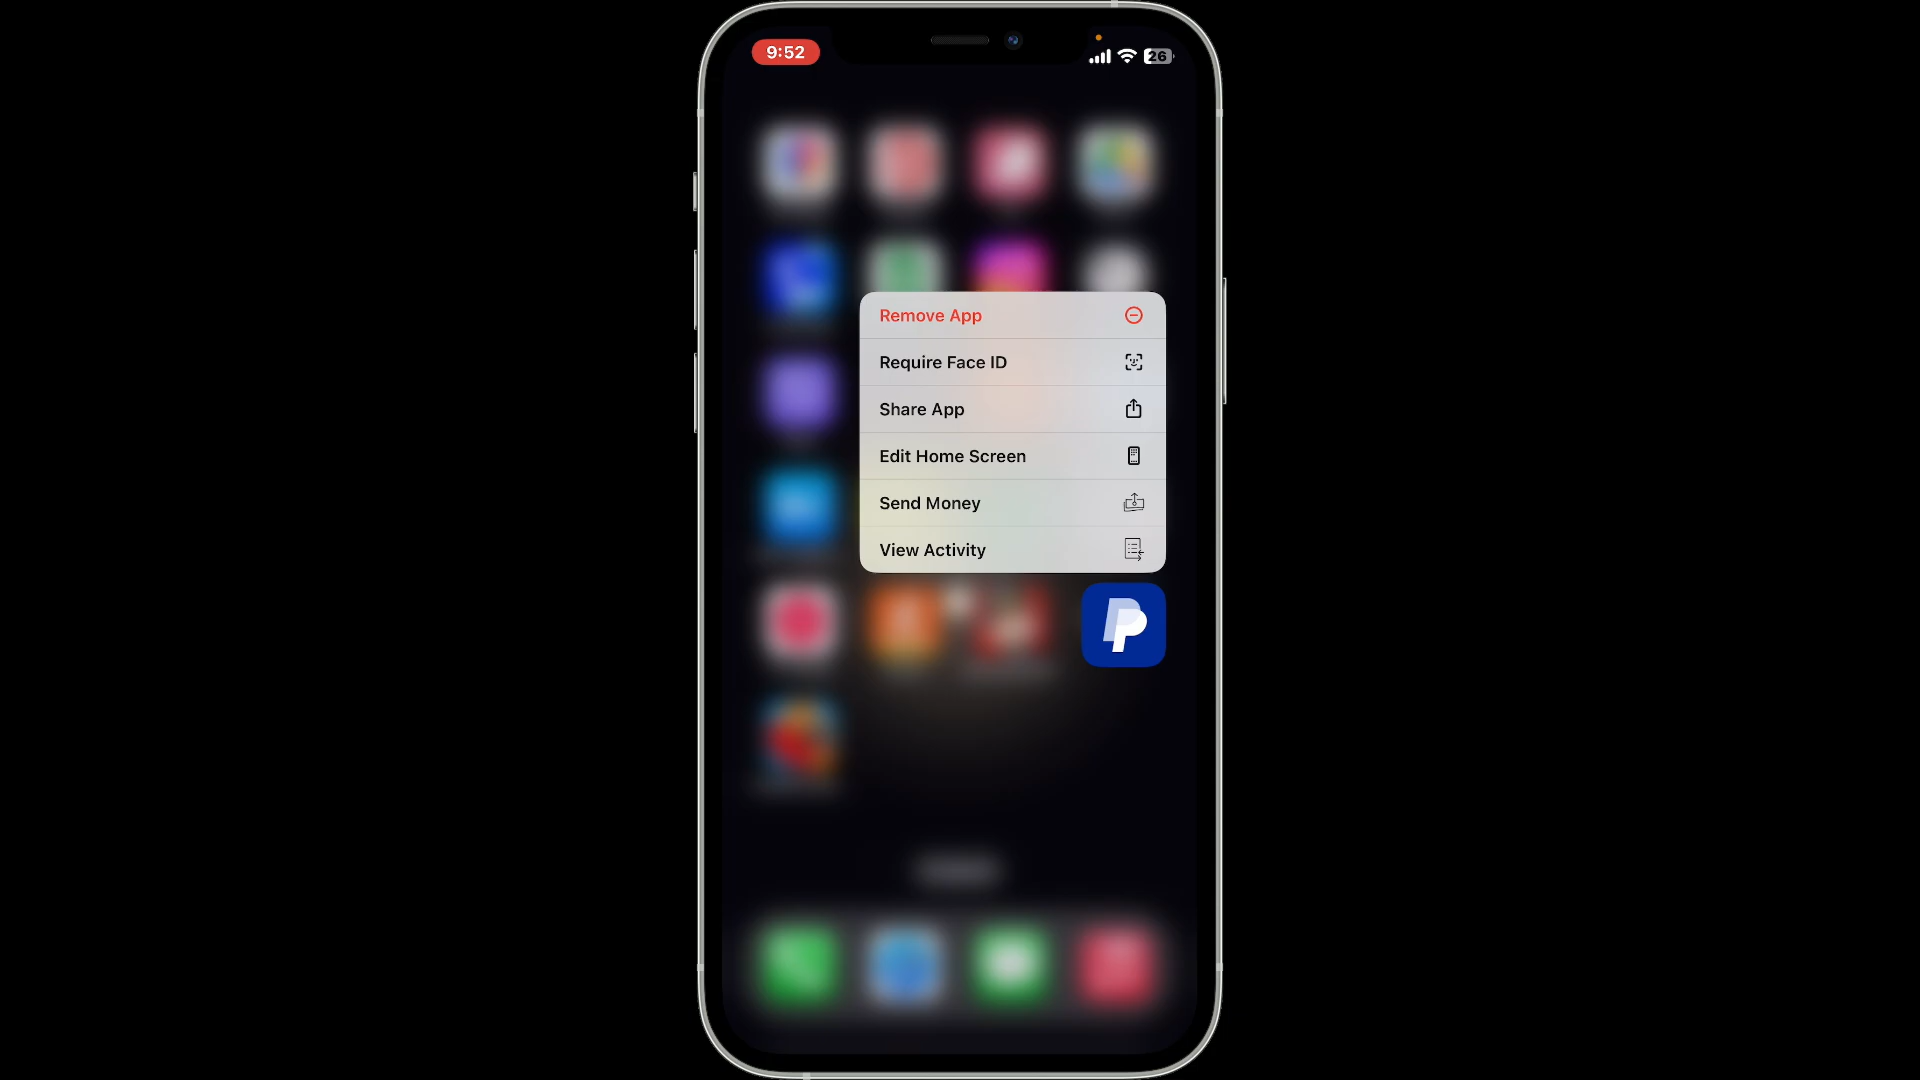 9:52
26
Remove App
Require Face ID
Share App
Edit Home Screen
Send Money
View Activity